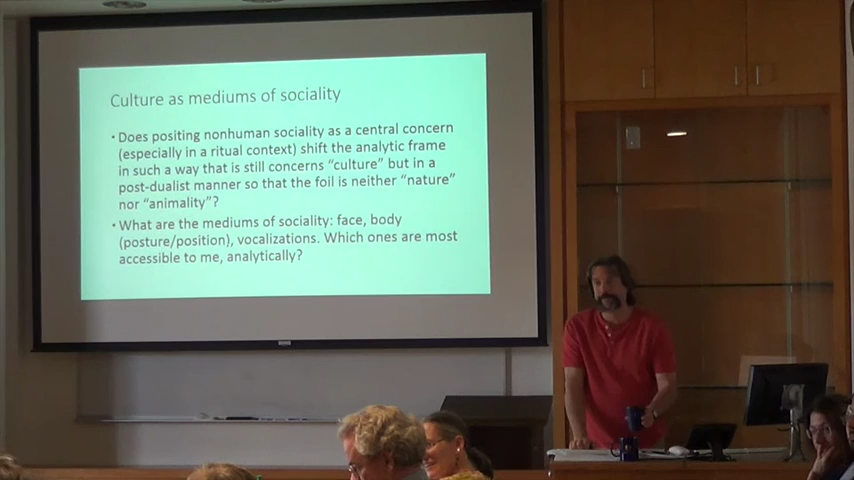 Culture as mediums of sociality
• Does positing nonhuman sociality as a central concern
(especially in a ritual context) shift the analytic frame
in such a way that is still concerns “culture” but in a
post-dualist manner so that the foil is neither “nature”
nor “animality”?
• What are the mediums of sociality: face, body
(posture/position), vocalizations. Which ones are most
accessible to me, analytically?